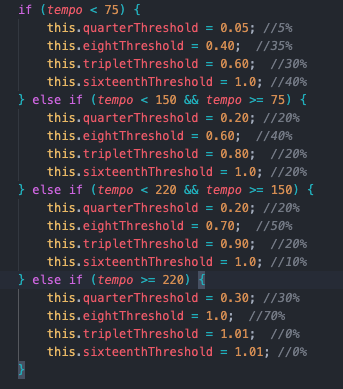 if (tempo < 75) {
this.quarterThreshold = 0.05; //5%
this.eightThreshold = 0.40;  //35%
this.tripletThreshold = 0.60;  //30%
this.sixteenthThreshold = 1.0; //40%
} else if (tempo < 150 && tempo >= 75) {
this.quarterThreshold = 0.20; //20%
this.eightThreshold = 0.60;  //40%
this.tripletThreshold = 0.80;  //20%
this.sixteenthThreshold = 1.0; //20%
} else if (tempo < 220 && tempo >= 150) {
this.quarterThreshold = 0.20; //20%
this.eightThreshold = 0.70;  //50%
this.tripletThreshold = 0.90;  //20%
this.sixteenthThreshold = 1.0; //10%
} else if (tempo >= 220) {
this.quarterThreshold = 0.30; //30%
this.eightThreshold = 1.0;  //70%
this.tripletThreshold = 1.01;  //0%
this.sixteenthThreshold = 1.01; //0%
}